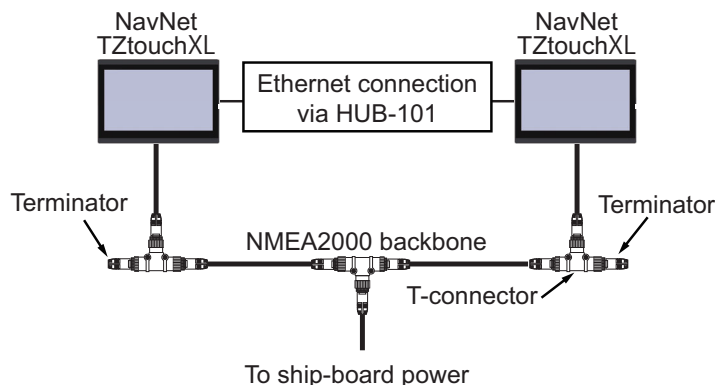 NavNet
TZtouchXL
NavNet
TZtouchXL
Ethernet connection
via HUB-101
Terminator
Terminator
NMEA2000 backbone
T-connector
To ship-board power